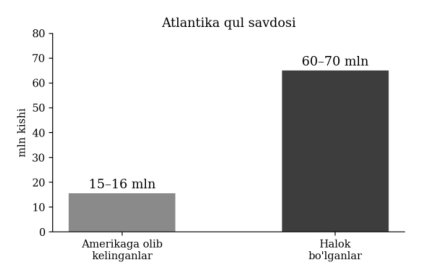 Atlantika qul savdosi
80
70
60
50
40
30
20
10
0
mln kishi
15–16 mln
60–70 mln
Amerikaga olib
kelinganlar
Halok
bo'lganlar